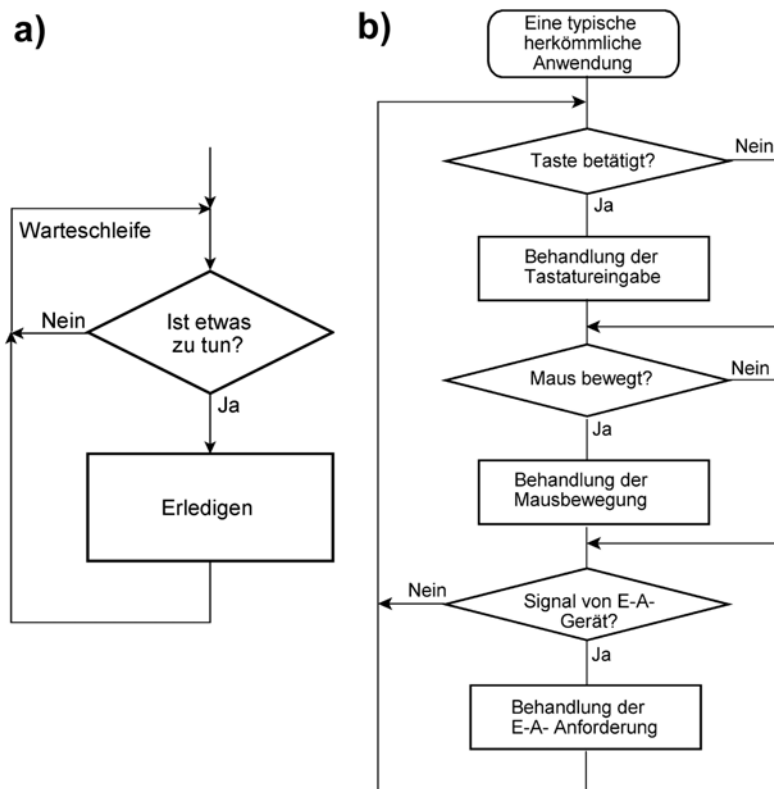 a)
Warteschleife
Nein
Ist etwas
zu tun?
Ja
Erledigen
b)
Eine typische
herkömmliche
Anwendung
Nein
Taste betätigt?
Ja
Behandlung der
Tastatureingabe
Maus bewegt?
Nein
Ja
Behandlung der
Mausbewegung
Nein
Signal von E-A-
Gerät?
Ja
Behandlung der
E-A- Anforderung